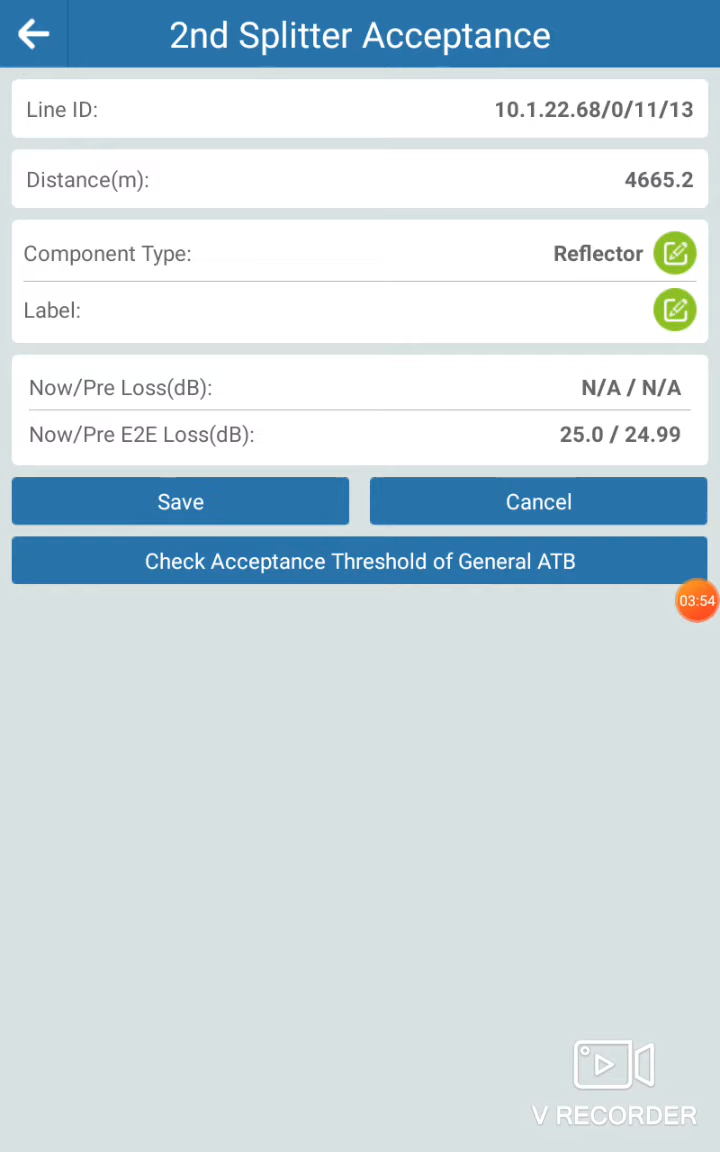 2nd Splitter Acceptance
Line ID: 10.1.22.68/0/11/13
Distance(m): 4665.2
Component Type: Reflector
Label:
Now/Pre Loss(dB): N/A / N/A
Now/Pre E2E Loss(dB): 25.0 / 24.99
Save Cancel
Check Acceptance Threshold of General ATB
03:54
V RECORDER